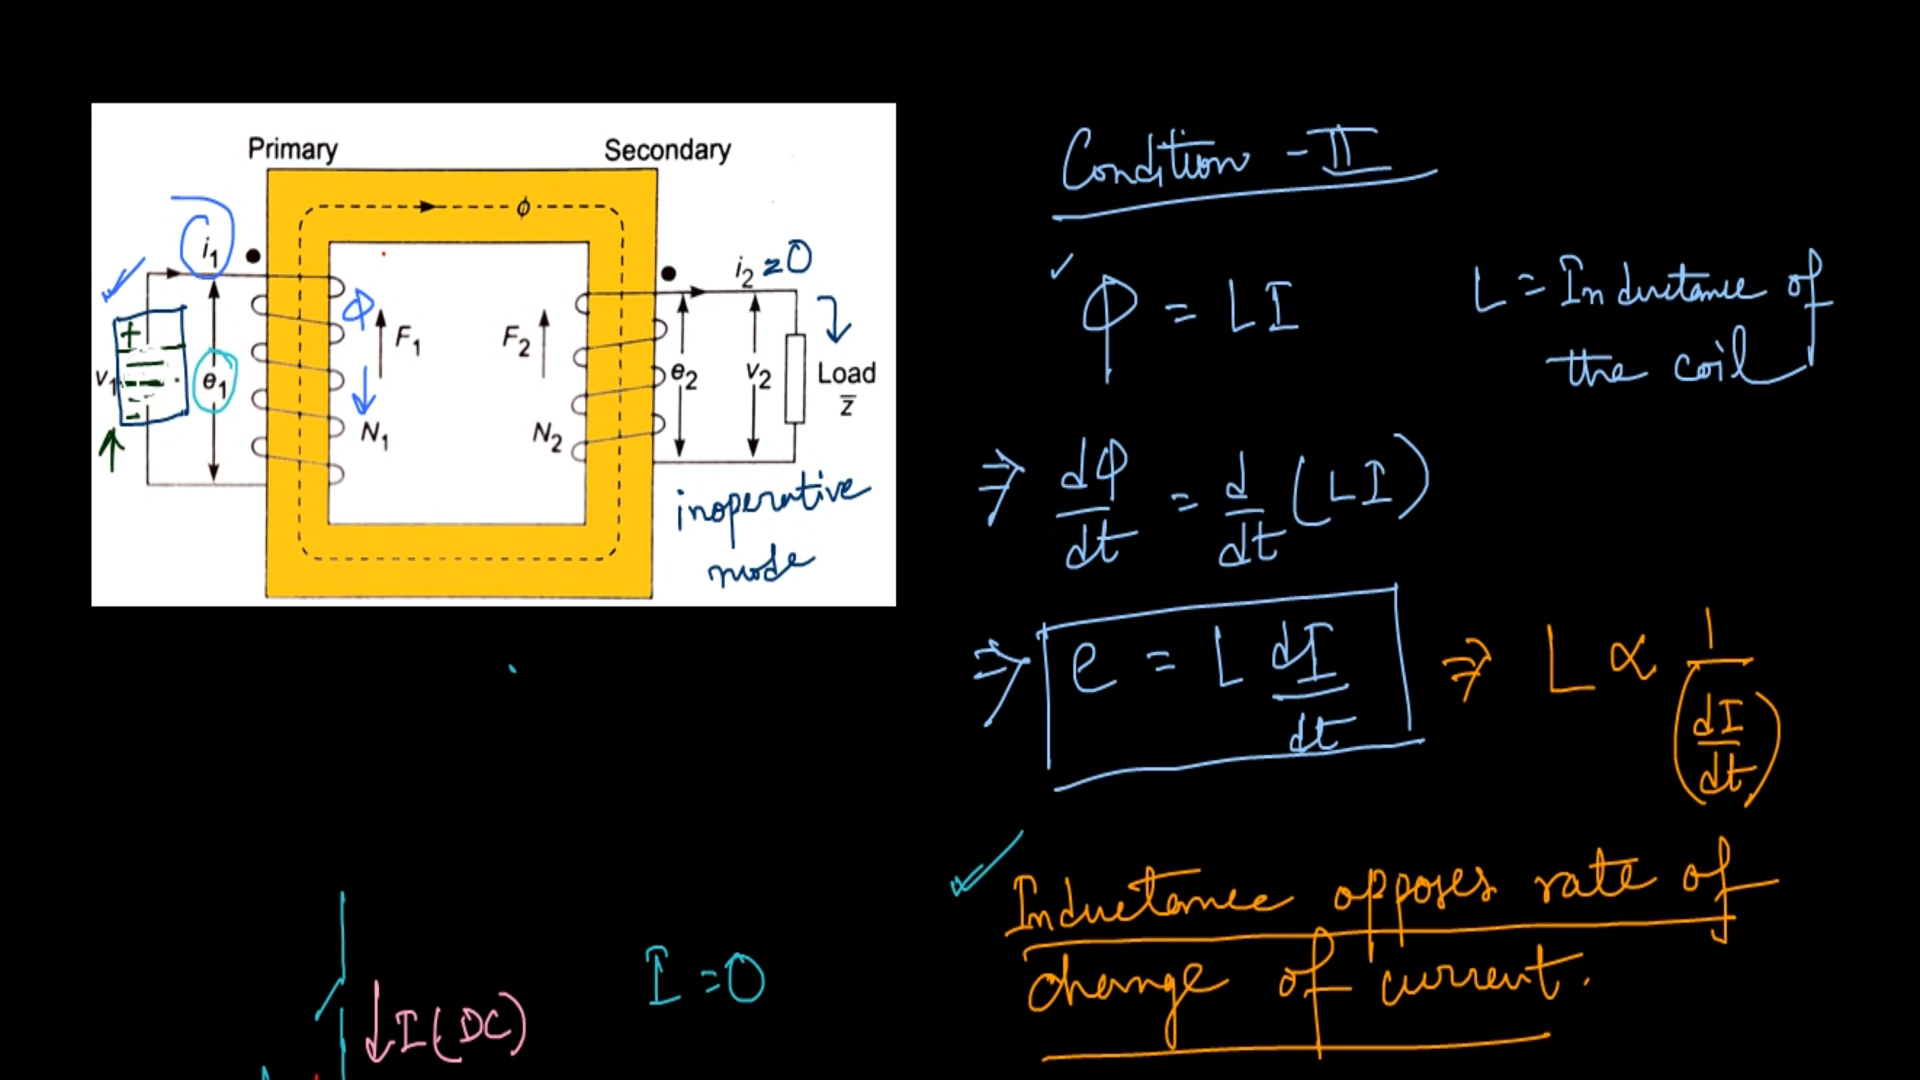 Primary
Secondary
ϕ
i1
i2 = 0
ϕ
F1
F2
+
-
v1
e1
e2
v2
Load
z̅
N1
N2
inoperative
mode
Condition - II
φ = LI
L = Inductance of
the coil
⇒ dφ/dt = d/dt (LI)
⇒ e = L dI/dt ⇒ L ∝ 1/(dI/dt)
Inductance opposes rate of
change of current.
I = 0
↓ I (DC)